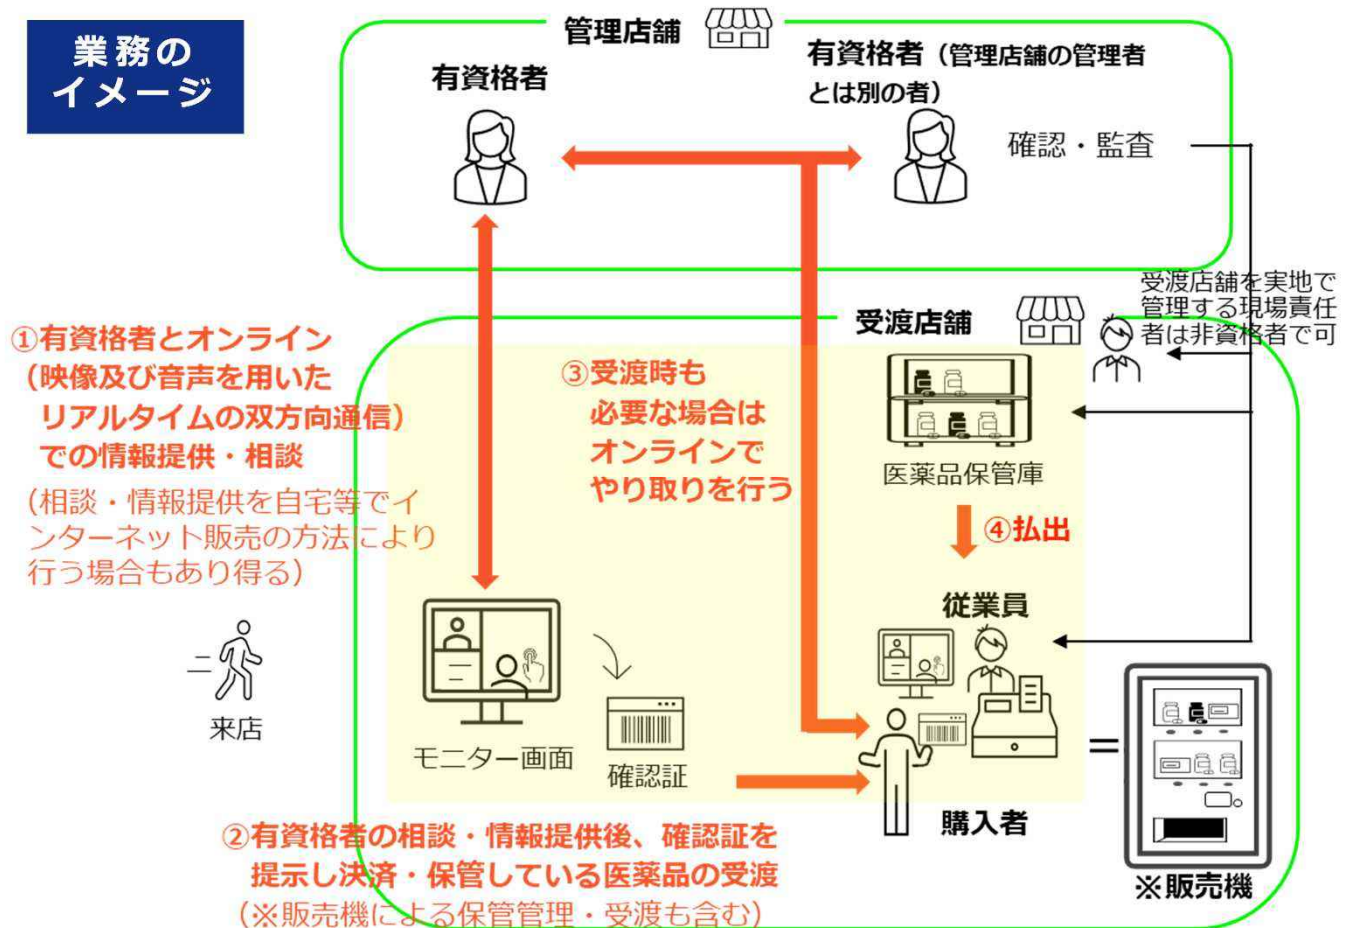 業務の
イメージ
管理店舗
有資格者
有資格者（管理店舗の管理者
とは別の者）
確認・監査
受渡店舗を実地で
管理する現場責任
者は非資格者で可
受渡店舗
①有資格者とオンライン
（映像及び音声を用いた
リアルタイムの双方向通信）
での情報提供・相談
（相談・情報提供を自宅等でイ
ンターネット販売の方法により
行う場合もあり得る）
③受渡時も
必要な場合は
オンラインで
やり取りを行う
医薬品保管庫
④払出
従業員
来店
モニター画面
確認証
＝
購入者
②有資格者の相談・情報提供後、確認証を
提示し決済・保管している医薬品の受渡
（※販売機による保管管理・受渡も含む）
※販売機